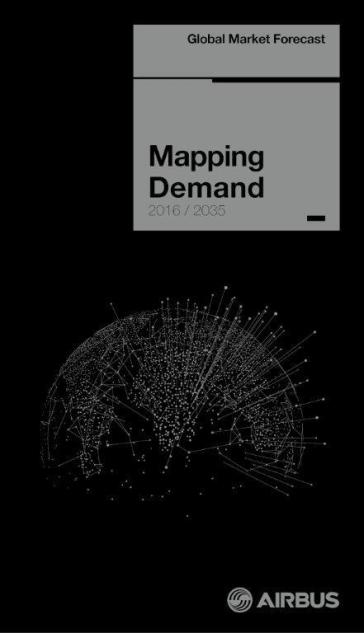 Global Market Forecast
Mapping
Demand
2016 / 2035
AIRBUS